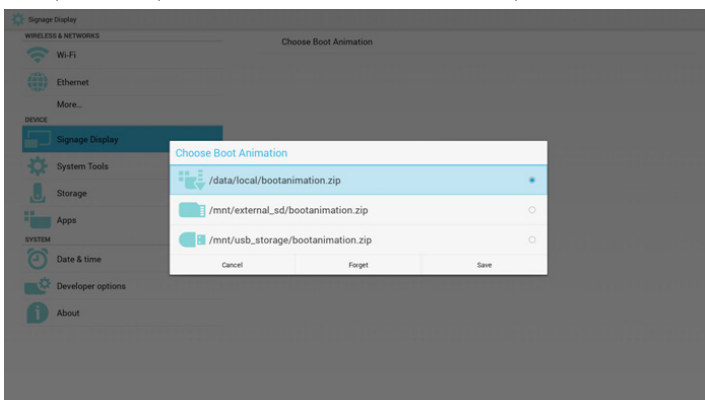 Signage Display
WIRELESS & NETWORKS
Choose Boot Animation
Wi-Fi
Ethernet
More...
DEVICE
Signage Display
System Tools
Storage
Apps
SYSTEM
Date & time
Developer options
About
Choose Boot Animation
/data/local/bootanimation.zip
/mnt/external_sd/bootanimation.zip
/mnt/usb_storage/bootanimation.zip
Cancel Forget Save